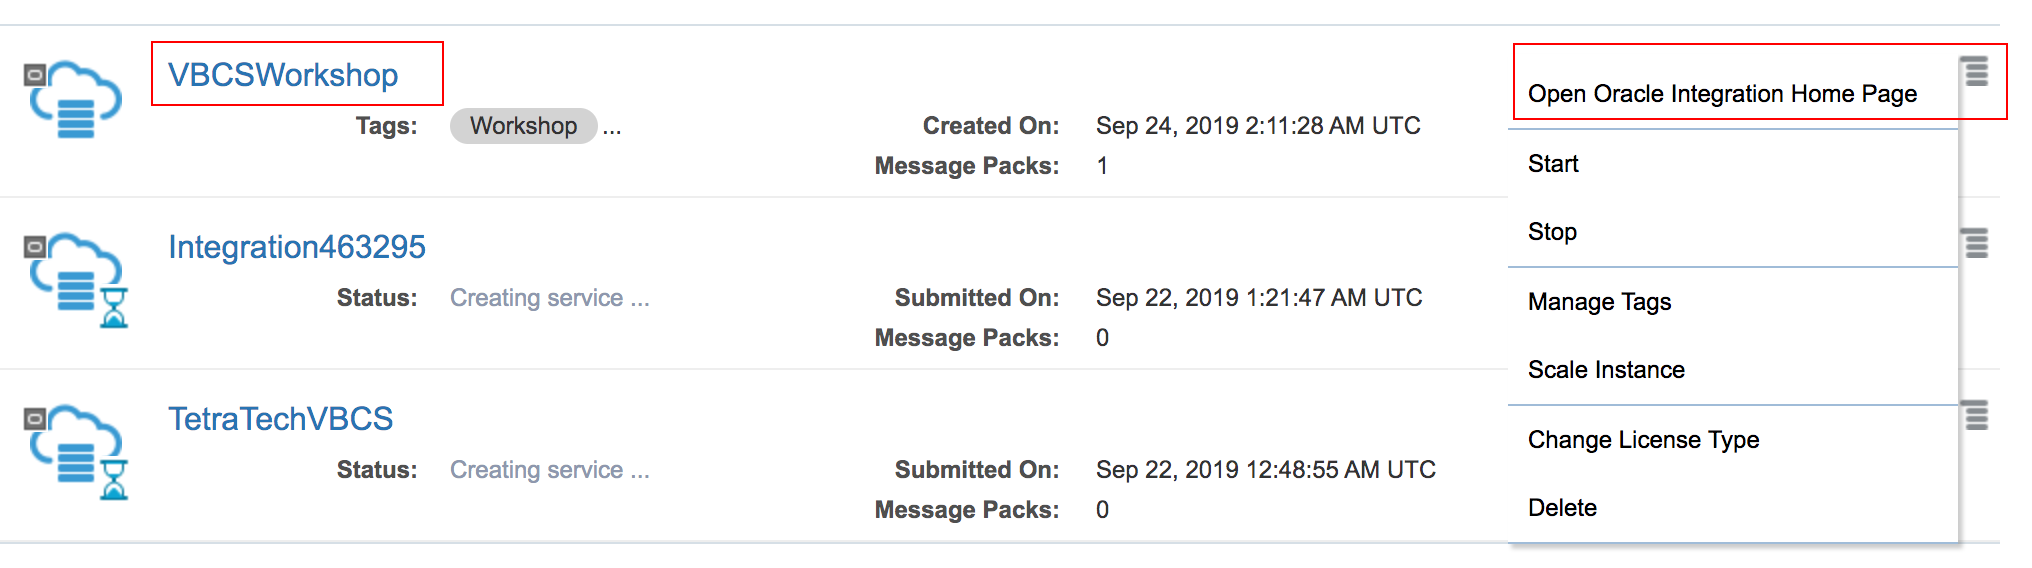 VBCSWorkshop
Tags: Workshop ...
Created On: Sep 24, 2019 2:11:28 AM UTC
Message Packs: 1
Integration463295
Status: Creating service ...
Submitted On: Sep 22, 2019 1:21:47 AM UTC
Message Packs: 0
TetraTechVBCS
Status: Creating service ...
Submitted On: Sep 22, 2019 12:48:55 AM UTC
Message Packs: 0
Open Oracle Integration Home Page
Start
Stop
Manage Tags
Scale Instance
Change License Type
Delete